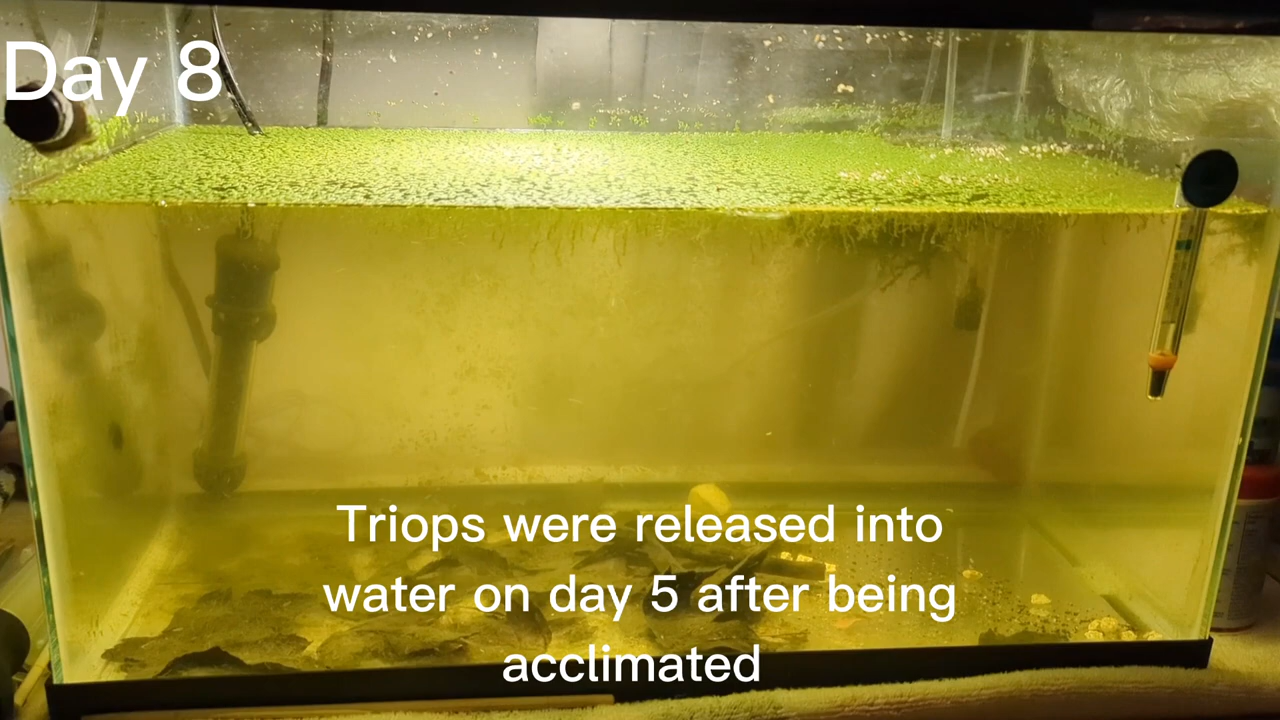 Day 8
Triops were released into
water on day 5 after being
acclimated